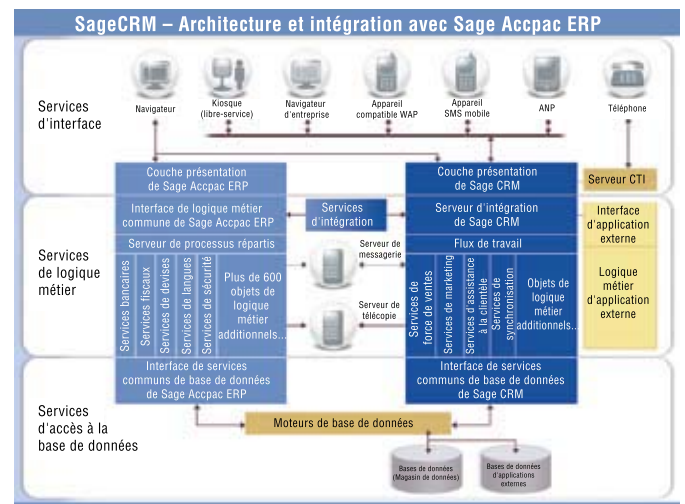 SageCRM – Architecture et intégration avec Sage Accpac ERP
Services
d'interface
Navigateur
Kiosque
(libre-service)
Navigateur
d'entreprise
Appareil
compatible WAP
Appareil
SMS mobile
ANP
Téléphone
Couche présentation
de Sage Accpac ERP
Couche présentation
de Sage CRM
Serveur CTI
Services
de logique
métier
Interface de logique métier
commune de Sage Accpac ERP
Services
d'intégration
Serveur d'intégration
de Sage CRM
Interface
d'application
externe
Serveur de processus répartis
Serveur de
messagerie
Flux de travail
Services bancaires
Services fiscaux
Services de devises
Services de angues
Services de sécurité
Plus de 600
objets de
logique
métier
additionnels...
Serveur de
télécopie
Services de
force de ventes
Services de marketing
Services d'assistance
à la clientèle
Services de
synchronisation
Objets de
logique
métier
additionnels...
Logique
métier
d'application
externe
Interface de services
communs de base de données
de Sage Accpac ERP
Interface de services
communs de base de données
de Sage CRM
Services
d'accès à la
base de données
Moteurs de base de données
Bases de données
(Magasin de données)
Bases de données
d'applications
externes